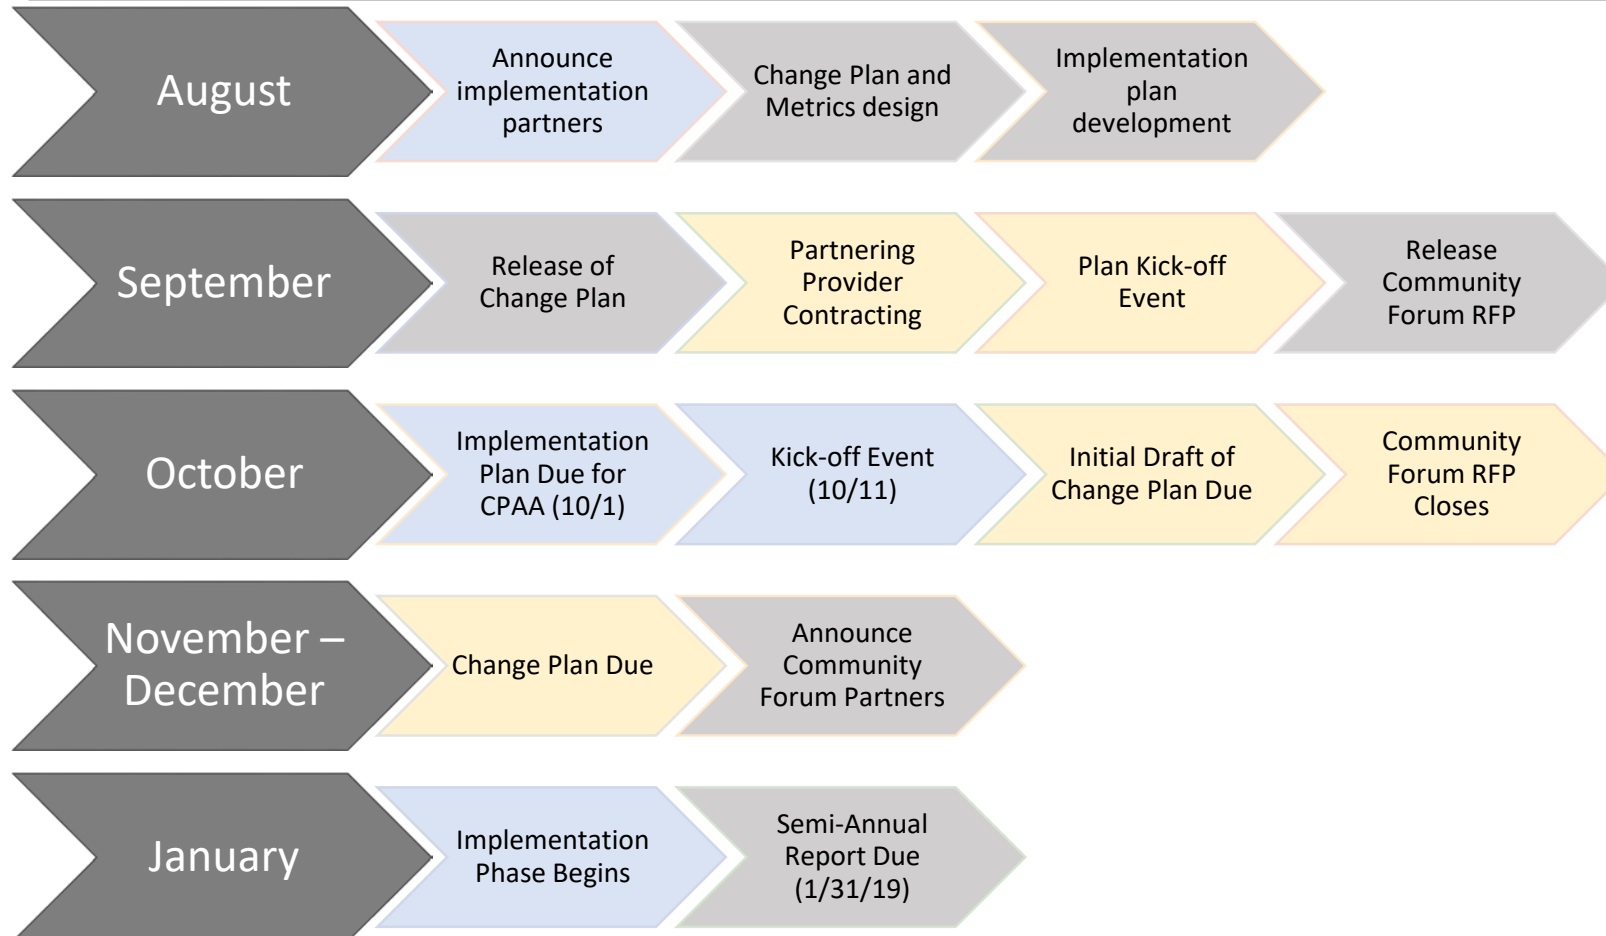 August
Announce
implementation
partners
Change Plan and
Metrics design
Implementation
plan
development
September
Release of
Change Plan
Partnering
Provider
Contracting
Plan Kick-off
Event
Release
Community
Forum RFP
October
Implementation
Plan Due for
CPAA (10/1)
Kick-off Event
(10/11)
Initial Draft of
Change Plan Due
Community
Forum RFP
Closes
November –
December
Change Plan Due
Announce
Community
Forum Partners
January
Implementation
Phase Begins
Semi-Annual
Report Due
(1/31/19)